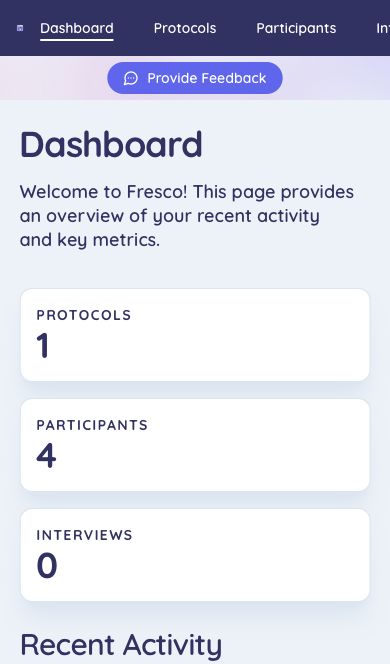 Dashboard
Protocols
Participants
Provide Feedback
Dashboard
Welcome to Fresco! This page provides
an overview of your recent activity
and key metrics.
PROTOCOLS
1
PARTICIPANTS
4
INTERVIEWS
0
Recent Activity